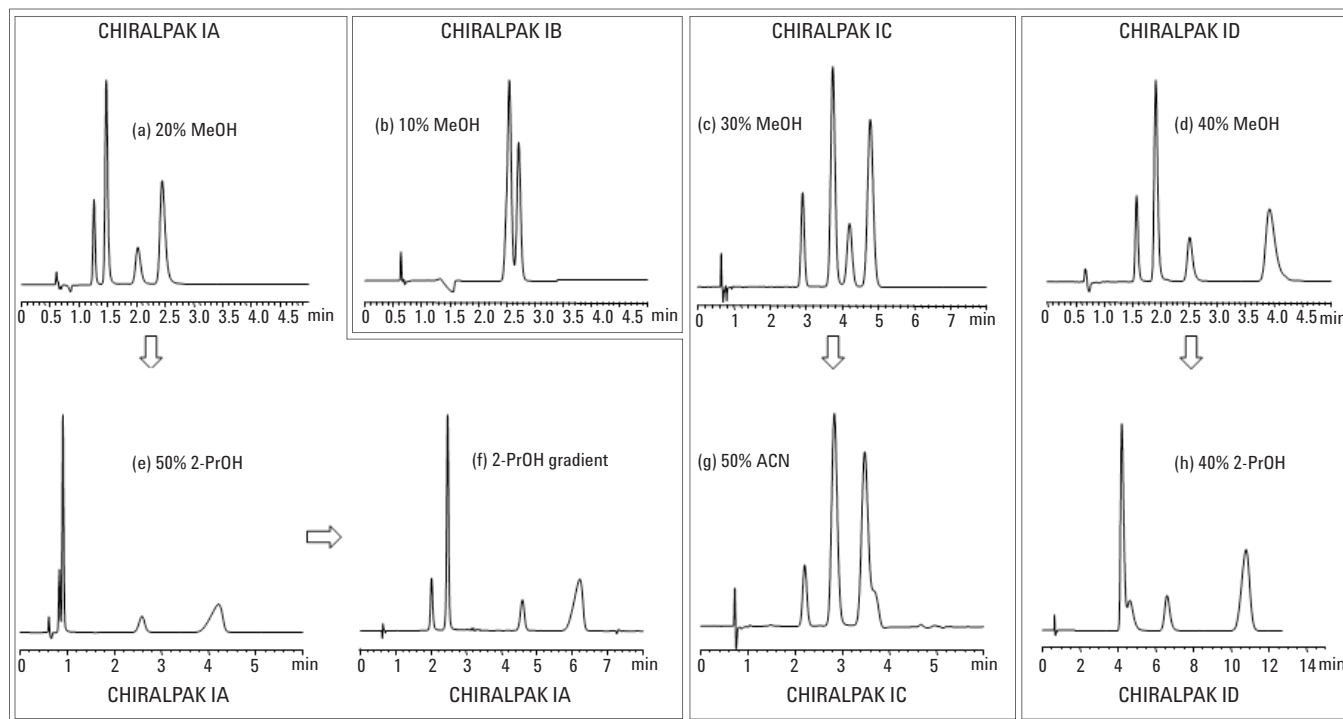 CHIRALPAK IA
(a) 20% MeOH
0 0.5 1.0 1.5 2.0 2.5 3.0 3.5 4.0 4.5 min
CHIRALPAK IB
(b) 10% MeOH
0 0.5 1.0 1.5 2.0 2.5 3.0 3.5 4.0 4.5 min
CHIRALPAK IC
(c) 30% MeOH
0 1 2 3 4 5 6 7 min
CHIRALPAK ID
(d) 40% MeOH
0 0.5 1.0 1.5 2.0 2.5 3.0 3.5 4.0 4.5 min
(e) 50% 2-PrOH
0 1 2 3 4 5 min
CHIRALPAK IA
(f) 2-PrOH gradient
0 1 2 3 4 5 6 7 min
CHIRALPAK IA
(g) 50% ACN
0 1 2 3 4 5 min
CHIRALPAK IC
(h) 40% 2-PrOH
0 2 4 6 8 10 12 14 min
CHIRALPAK ID